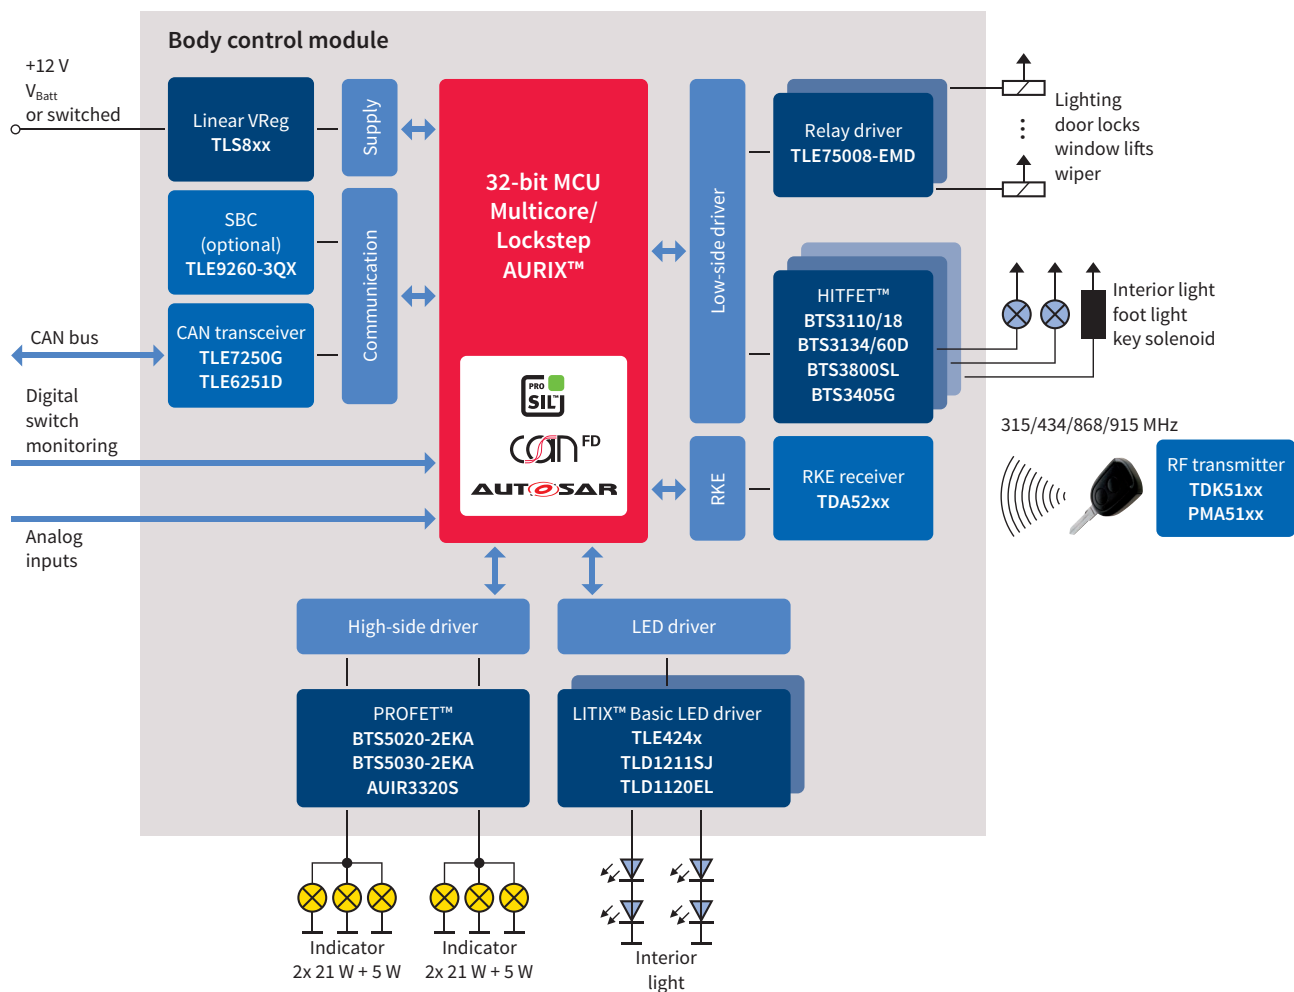 Body control module
+12 V
VBatt
or switched
Linear VReg
TLS8xx
Supply
SBC
(optional)
TLE9260-3QX
CAN transceiver
TLE7250G
TLE6251D
Communication
CAN bus
Digital
switch
monitoring
Analog
inputs
32-bit MCU
Multicore/
Lockstep
AURIX™
PRO
SIL™
CAN FD
AUTOSAR
Low-side driver
Relay driver
TLE75008-EMD
Lighting
door locks
window lifts
wiper
HITFET™
BTS3110/18
BTS3134/60D
BTS3800SL
BTS3405G
Interior light
foot light
key solenoid
RKE
RKE receiver
TDA52xx
315/434/868/915 MHz
RF transmitter
TDK51xx
PMA51xx
High-side driver
LED driver
PROFET™
BTS5020-2EKA
BTS5030-2EKA
AUIR3320S
LITIX™ Basic LED driver
TLE424x
TLD1211SJ
TLD1120EL
Indicator
2x 21 W + 5 W
Indicator
2x 21 W + 5 W
Interior
light